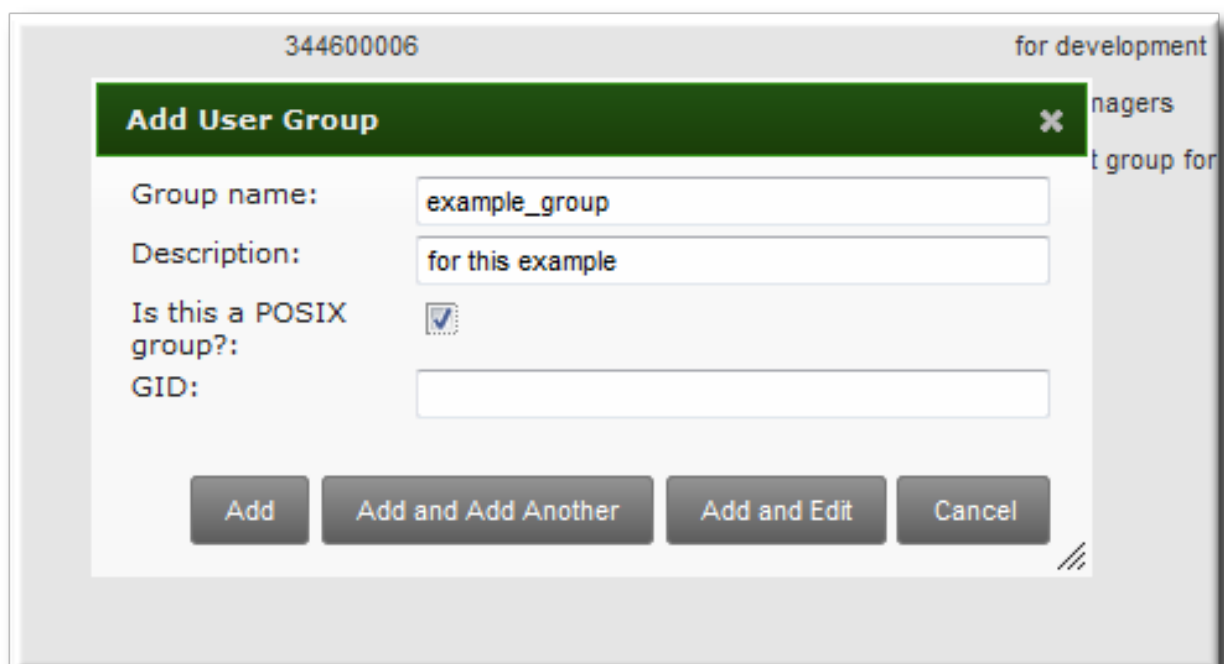 344600006 for development
Add User Group
nagers
t group for
Group name: example_group
Description: for this example
Is this a POSIX
group?:
GID:
Add Add and Add Another Add and Edit Cancel